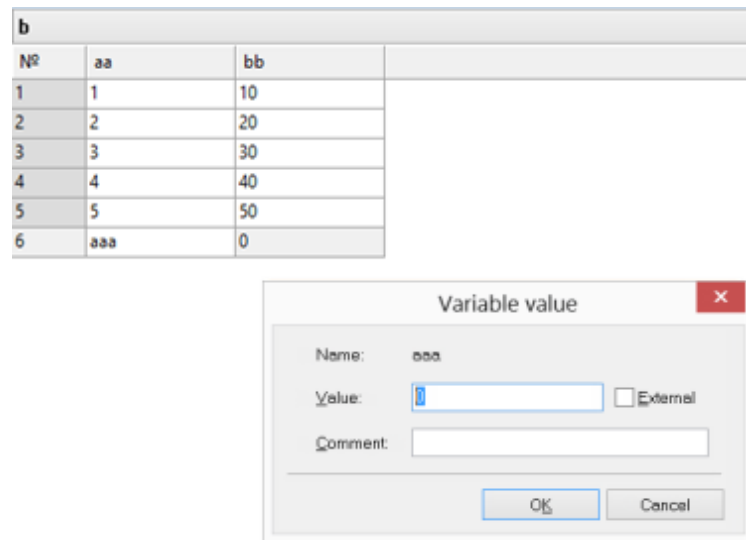 b
№ aa bb
1 1 10
2 2 20
3 3 30
4 4 40
5 5 50
6 aaa 0
Variable value
Name: aaa
Value: 0 External
Comment:
OK Cancel